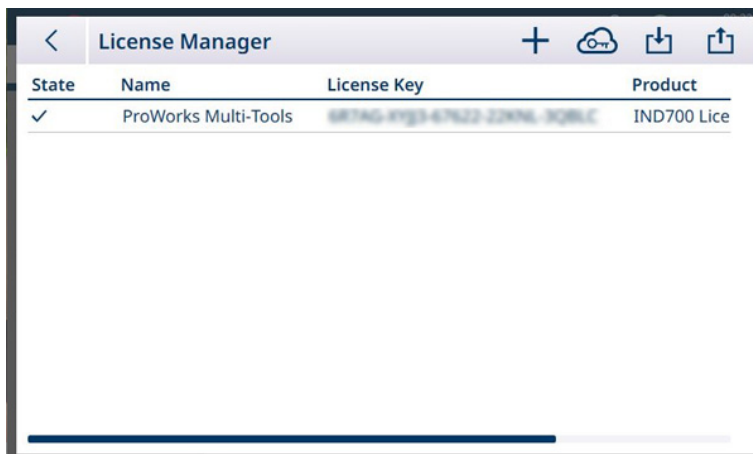 License Manager
State Name License Key Product
ProWorks Multi-Tools IND700 Lice